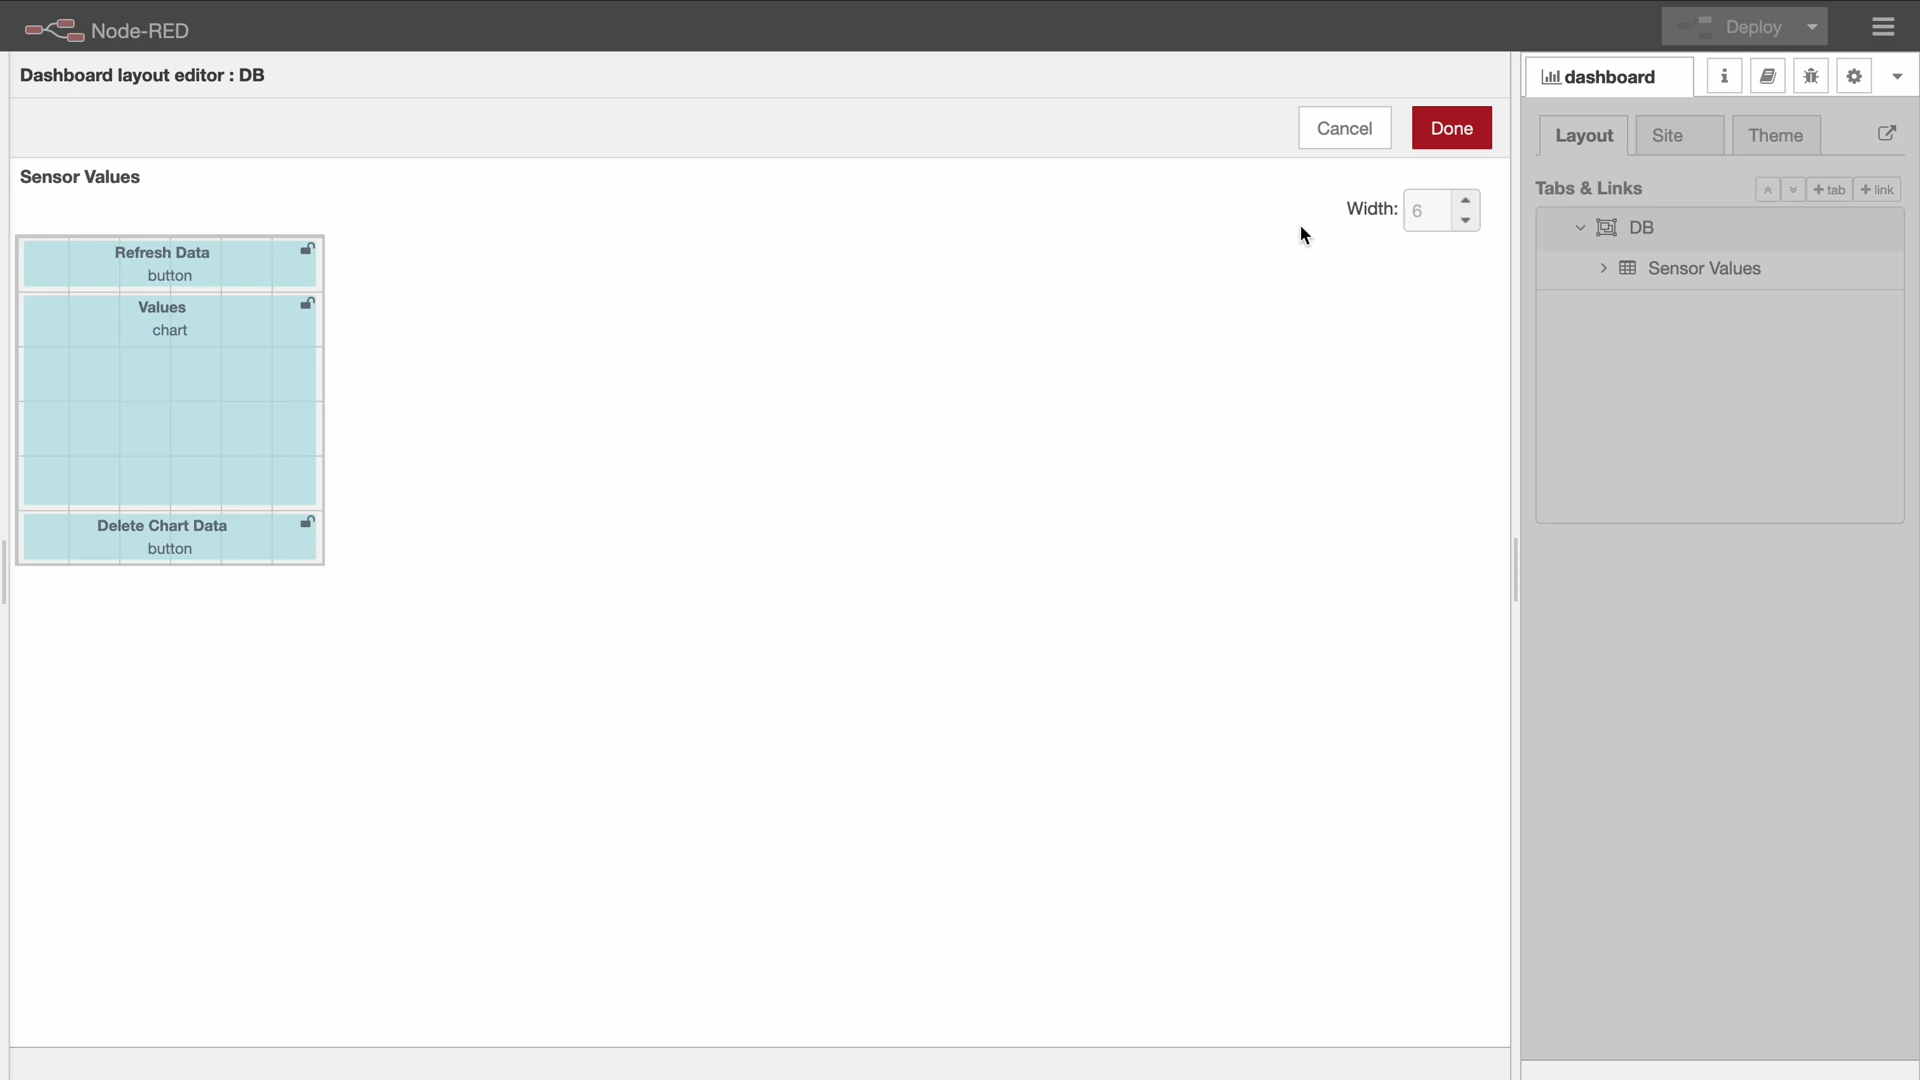 Node-RED
Deploy
Dashboard layout editor : DB
dashboard
Cancel
Done
Layout
Site
Theme
Sensor Values
Tabs & Links
+ tab
+ link
Width: 6
DB
Sensor Values
Refresh Data
button
Values
chart
Delete Chart Data
button